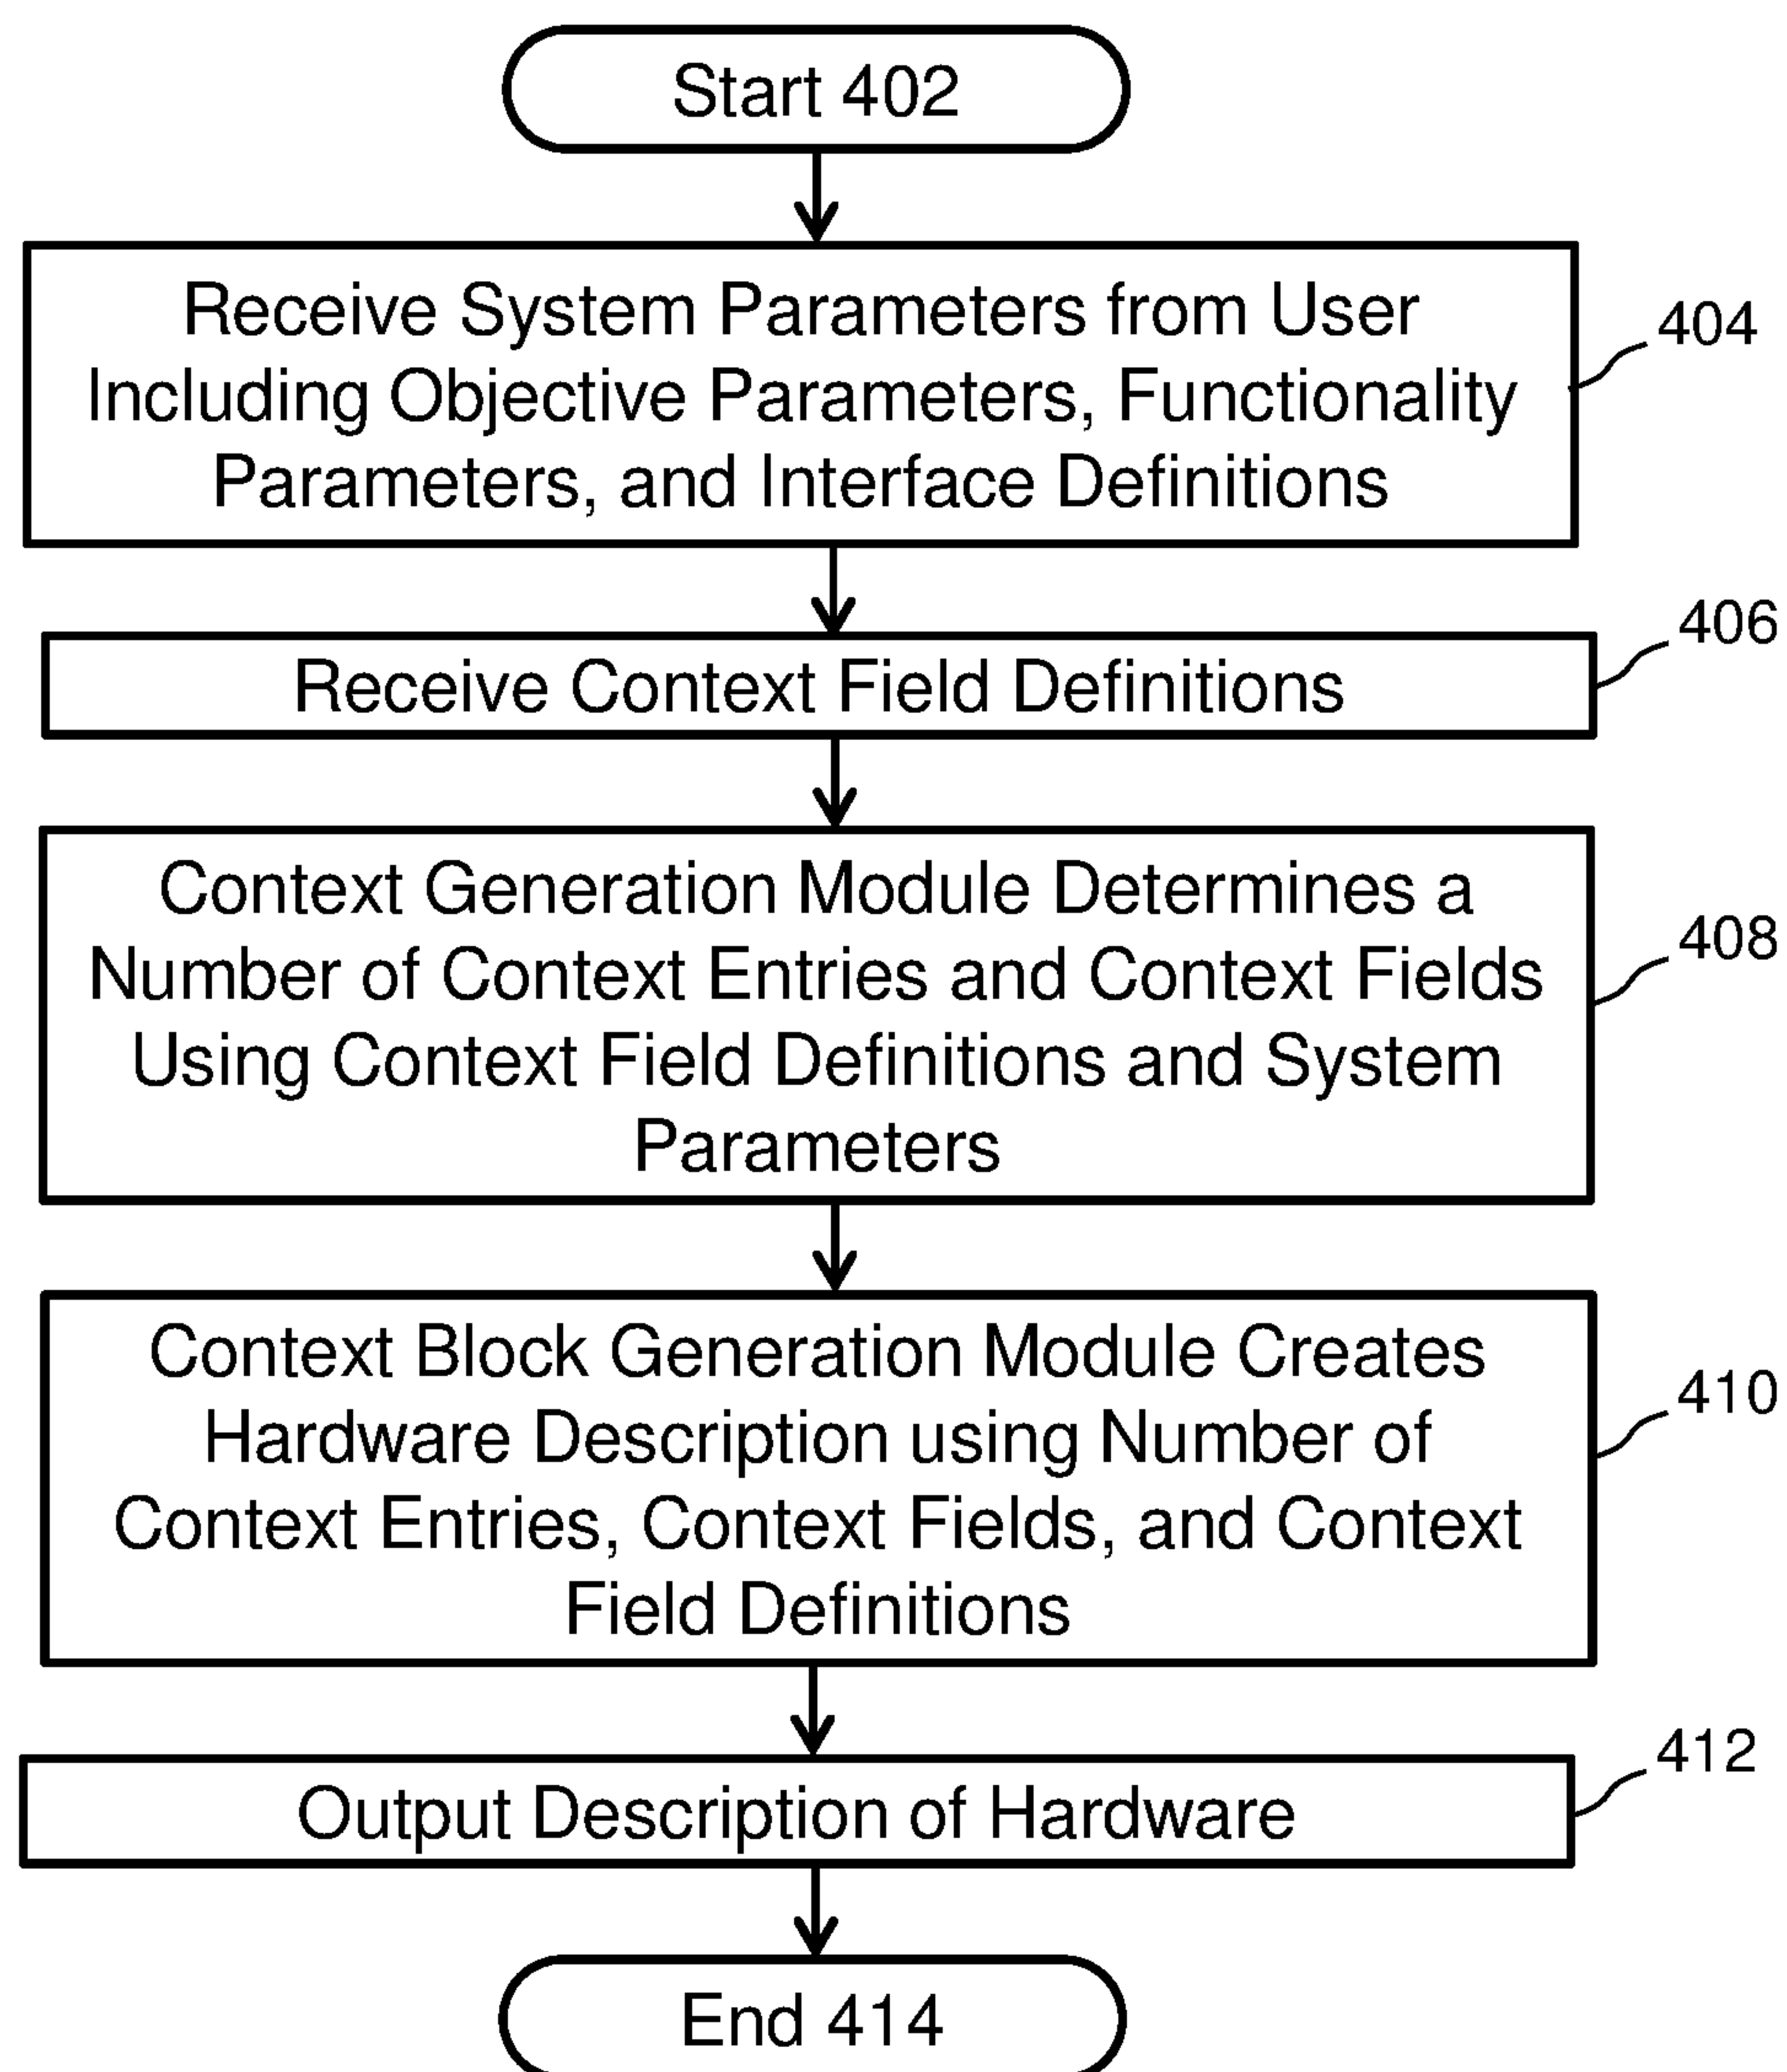 Start 402
Receive System Parameters from User
Including Objective Parameters, Functionality
Parameters, and Interface Definitions
404
Receive Context Field Definitions
406
Context Generation Module Determines a
Number of Context Entries and Context Fields
Using Context Field Definitions and System
Parameters
408
Context Block Generation Module Creates
Hardware Description using Number of
Context Entries, Context Fields, and Context
Field Definitions
410
Output Description of Hardware
412
End 414